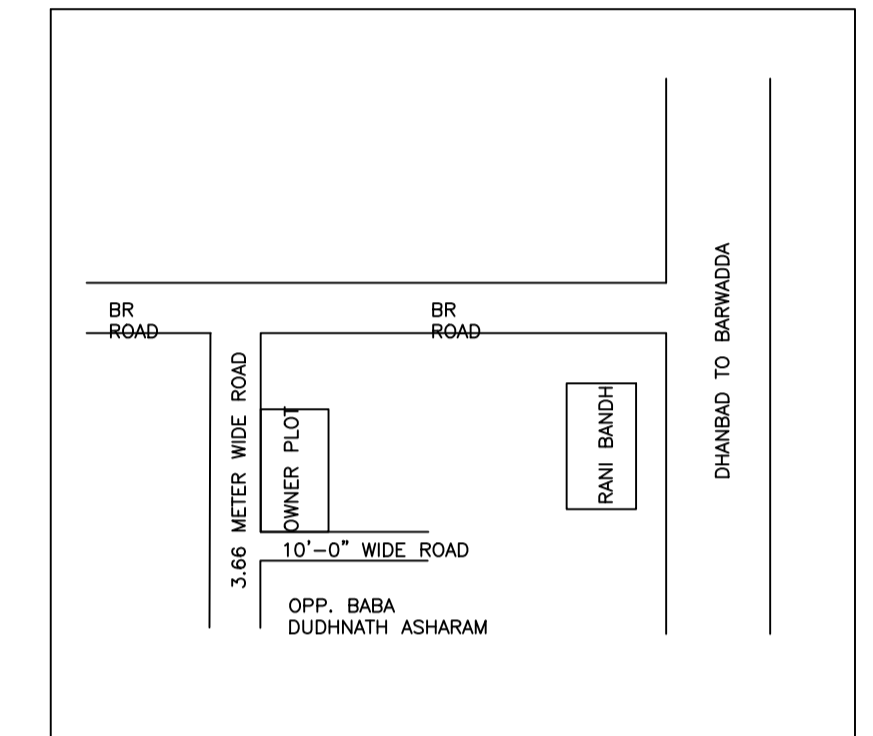 BR
ROAD
BR
ROAD
DHANBAD TO BARWADDA
3.66 METER WIDE ROAD
OWNER PLOT
RANI BANDH
10'-0" WIDE ROAD
OPP. BABA
DUDHNATH ASHARAM